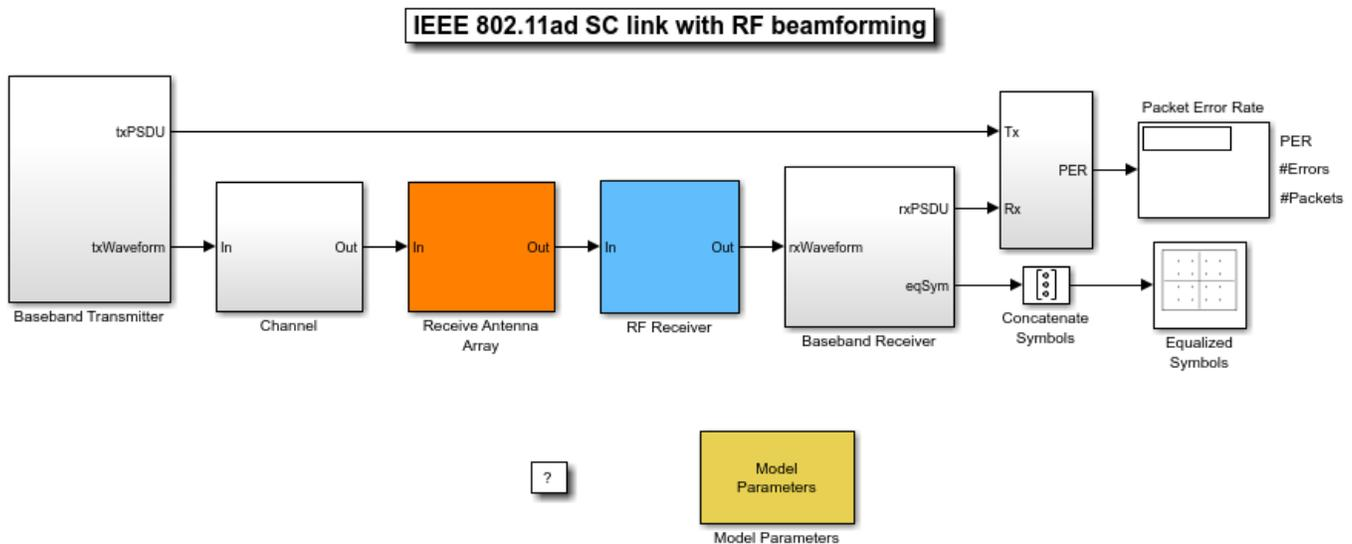 IEEE 802.11ad SC link with RF beamforming
txPSDU
txWaveform
Baseband Transmitter
In
Out
Channel
In
Out
Receive Antenna
Array
In
Out
RF Receiver
rxWaveform
rxPSDU
eqSym
Baseband Receiver
Tx
Rx
PER
Packet Error Rate
PER
#Errors
#Packets
Concatenate
Symbols
Equalized
Symbols
?
Model
Parameters
Model Parameters